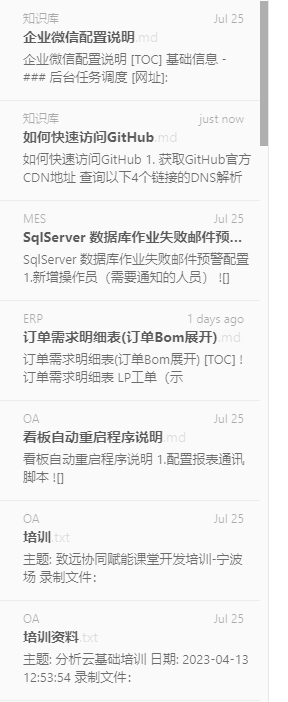 知识库 Jul 25
企业微信配置说明.md
企业微信配置说明 [TOC] 基础信息 -
### 后台任务调度 [网址]:
知识库 just now
如何快速访问GitHub.md
如何快速访问GitHub 1. 获取GitHub官方
CDN地址 查询以下4个链接的DNS解析
MES Jul 25
SqlServer 数据库作业失败邮件预...
SqlServer 数据库作业失败邮件预警配置
1.新增操作员（需要通知的人员） ![]
ERP 1 days ago
订单需求明细表(订单Bom展开).md
订单需求明细表(订单Bom展开) [TOC] !
订单需求明细表 LP工单（示
OA Jul 25
看板自动重启程序说明.md
看板自动重启程序说明 1.配置报表通讯
脚本 ![]
OA Jul 25
培训.txt
主题: 致远协同赋能课堂开发培训-宁波
场 录制文件：
OA Jul 25
培训资料.txt
主题: 分析云基础培训 日期: 2023-04-13
12:53:54 录制文件：